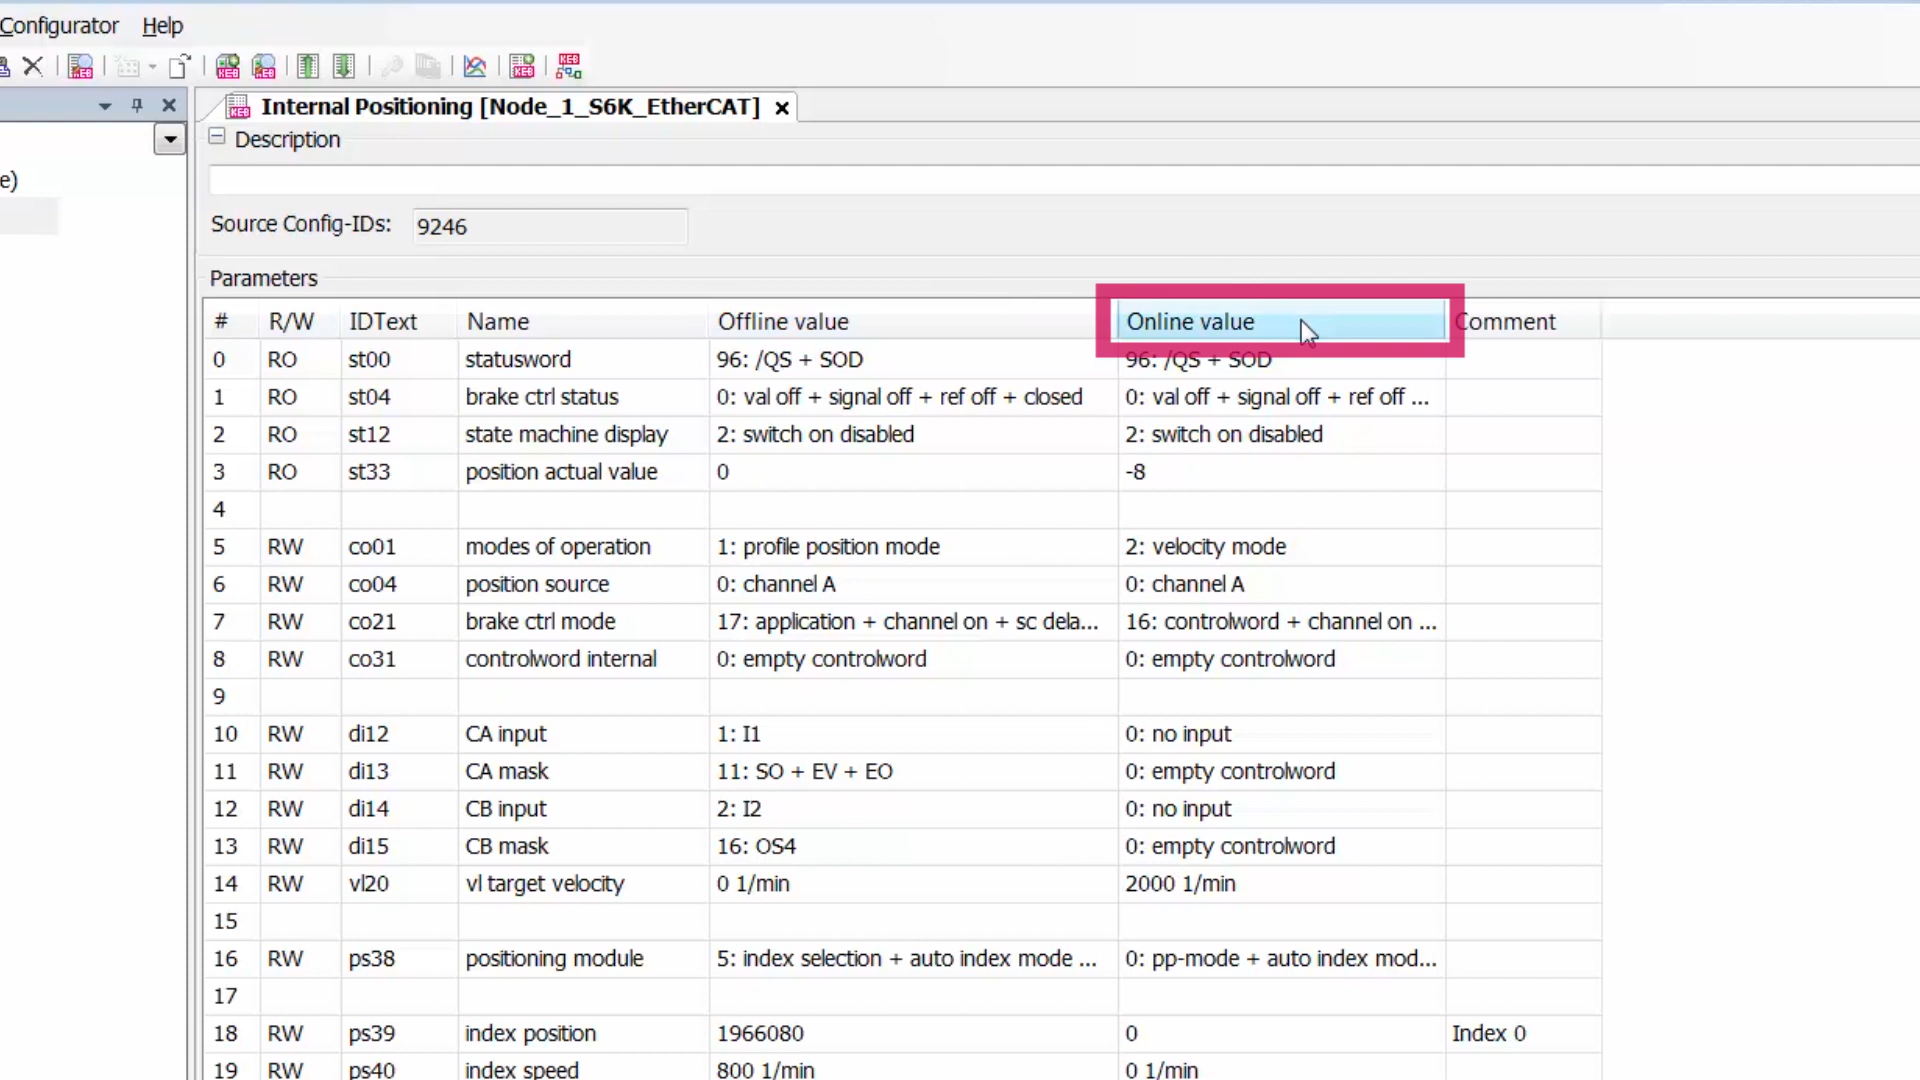 Configurator Help
Internal Positioning [Node_1_S6K_EtherCAT]
Description
e)
Source Config-IDs: 9246
Parameters
# R/W IDText Name Offline value Online value Comment
0 RO st00 statusword 96: /QS + SOD 96: /QS + SOD
1 RO st04 brake ctrl status 0: val off + signal off + ref off + closed 0: val off + signal off + ref off ...
2 RO st12 state machine display 2: switch on disabled 2: switch on disabled
3 RO st33 position actual value 0 -8
4
5 RW co01 modes of operation 1: profile position mode 2: velocity mode
6 RW co04 position source 0: channel A 0: channel A
7 RW co21 brake ctrl mode 17: application + channel on + sc dela... 16: controlword + channel on ...
8 RW co31 controlword internal 0: empty controlword 0: empty controlword
9
10 RW di12 CA input 1: I1 0: no input
11 RW di13 CA mask 11: SO + EV + EO 0: empty controlword
12 RW di14 CB input 2: I2 0: no input
13 RW di15 CB mask 16: OS4 0: empty controlword
14 RW vl20 vl target velocity 0 1/min 2000 1/min
15
16 RW ps38 positioning module 5: index selection + auto index mode ... 0: pp-mode + auto index mod...
17
18 RW ps39 index position 1966080 0 Index 0
19 RW ps40 index speed 800 1/min 0 1/min